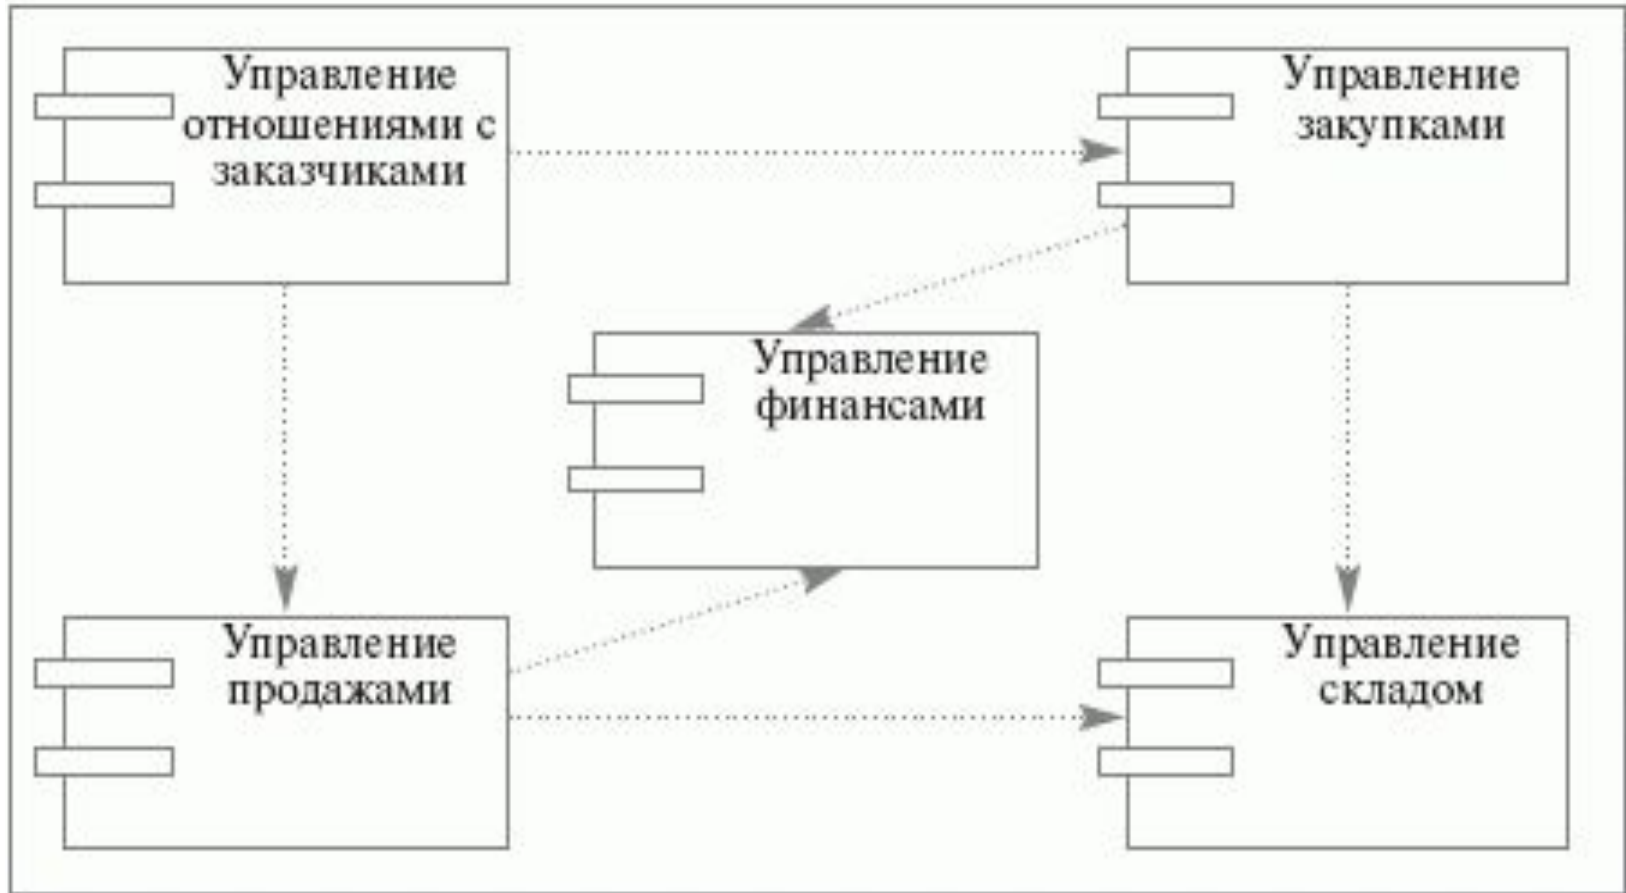 Управление
отношениями с
заказчиками
Управление
закупками
Управление
финансами
Управление
продажами
Управление
складом